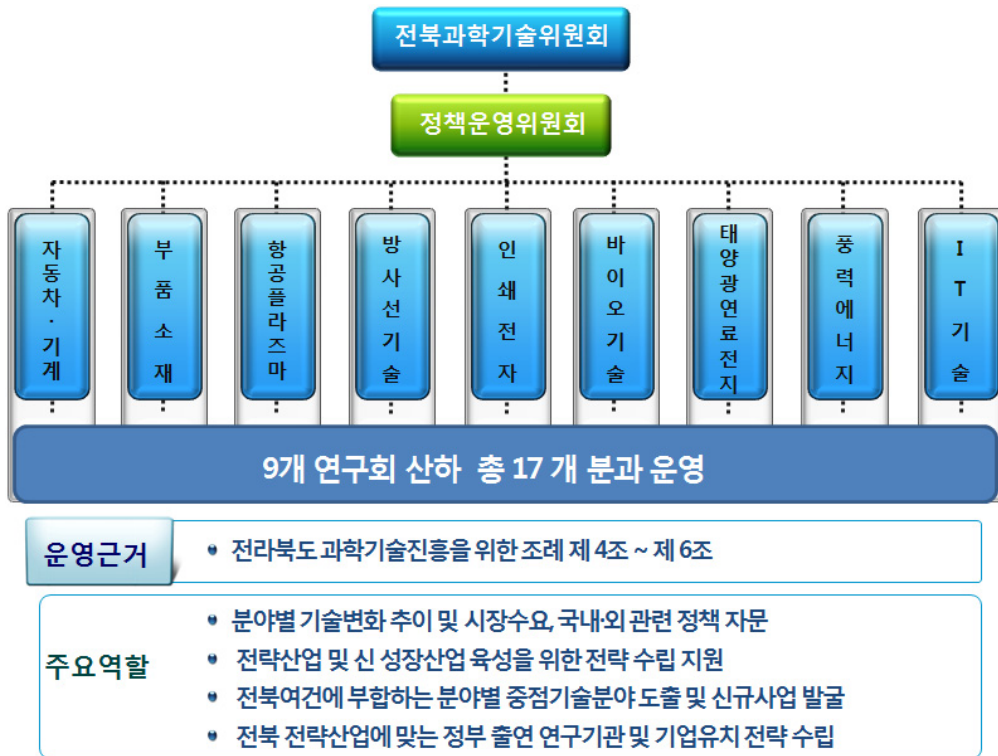 전북과학기술위원회
정책운영위원회
자동차·기계
부품소재
항공플라즈마
방사선기술
인쇄전자
바이오기술
태양광연료전지
풍력에너지
IT기술
9개 연구회 산하 총 17 개 분과 운영
운영근거
• 전라북도 과학기술진흥을 위한 조례 제 4조 ~ 제 6조
주요역할
• 분야별 기술변화 추이 및 시장수요, 국내·외 관련 정책 자문
• 전략산업 및 신 성장산업 육성을 위한 전략 수립 지원
• 전북여건에 부합하는 분야별 중점기술분야 도출 및 신규사업 발굴
• 전북 전략산업에 맞는 정부 출연 연구기관 및 기업유치 전략 수립